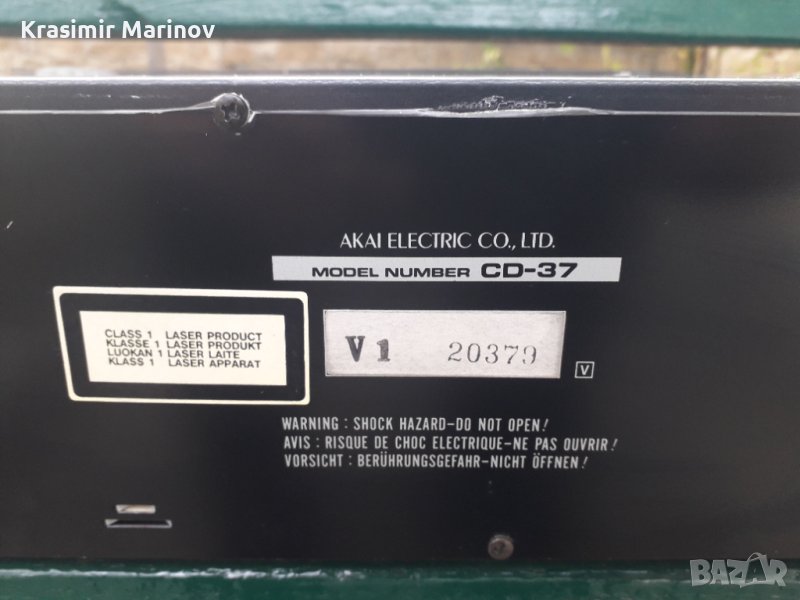 Krasimir Marinov
AKAI ELECTRIC CO., LTD.
MODEL NUMBER CD-37
CLASS 1 LASER PRODUCT
KLASSE 1 LASER PRODUKT
LUOKAN 1 LASER LAITE
KLASS 1 LASER APPARAT
V1 20379
V
WARNING : SHOCK HAZARD-DO NOT OPEN!
AVIS : RISQUE DE CHOC ELECTRIQUE-NE PAS OUVRIR!
VORSICHT : BERÜHRUNGSGEFAHR-NICHT ÖFFNEN!
BAZAR